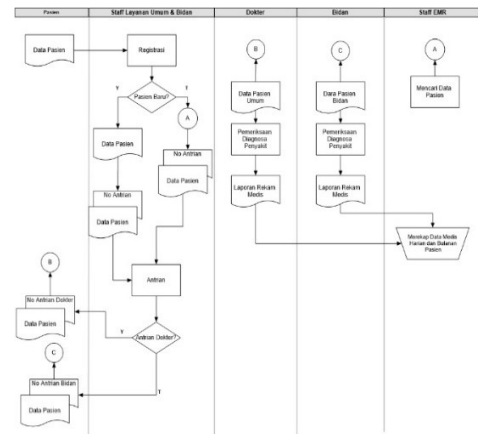 Pasien
Staff Layanan Umum & Bidan
Dokter
Bidan
Staff EMR
Data Pasien
Registrasi
Pasien Baru?
Y
T
A
Data Pasien
No Antrian
Data Pasien
No Antrian
Data Pasien
Antrian
Antrian Dokter?
Y
T
B
No Antrian Dokter
Data Pasien
C
No Antrian Bidan
Data Pasien
B
Data Pasien
Umum
Pemeriksaan
Diagnosa
Penyakit
Laporan Rekam
Medis
C
Dara Pasien
Bidan
Pemeriksaan
Diagnosa
Penyakit
Laporan Rekam
Medis
A
Mencari Data
Pasien
Merekap Data Medis
Harian dan Bulanan
Pasien